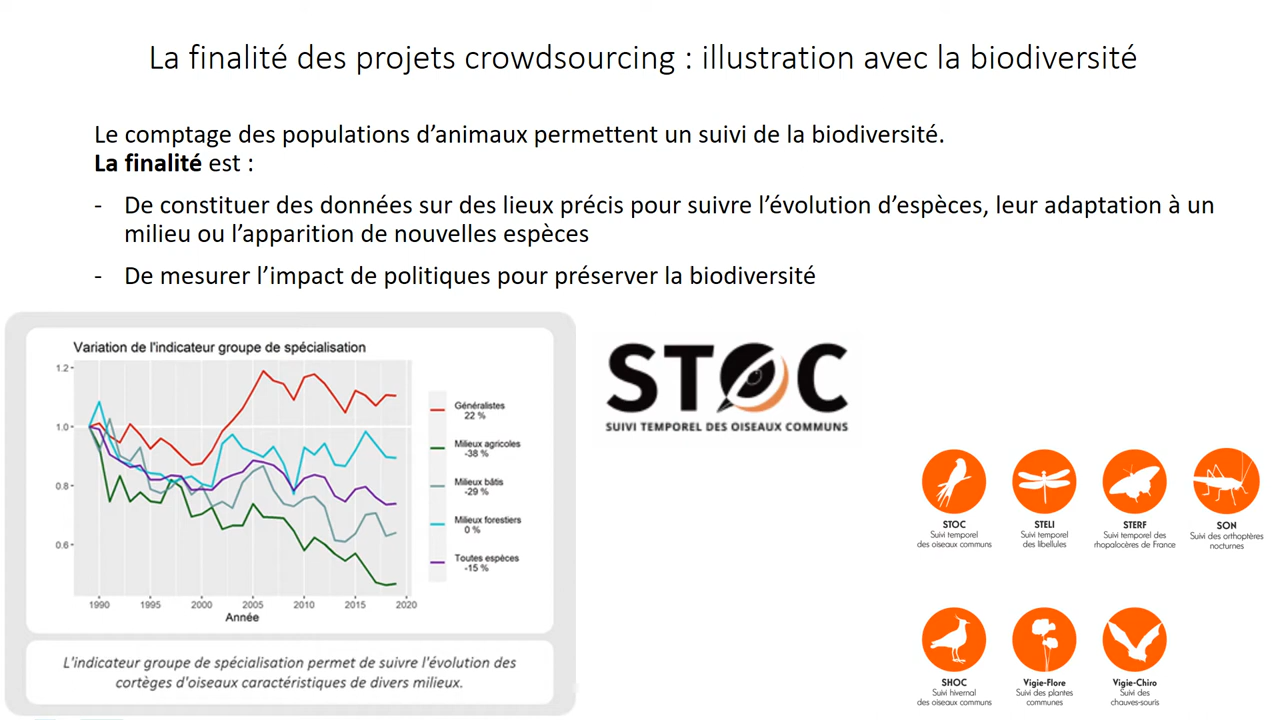 La finalité des projets crowdsourcing : illustration avec la biodiversité
Le comptage des populations d’animaux permettent un suivi de la biodiversité.
La finalité est :
- De constituer des données sur des lieux précis pour suivre l’évolution d’espèces, leur adaptation à un
milieu ou l’apparition de nouvelles espèces
- De mesurer l’impact de politiques pour préserver la biodiversité
Variation de l'indicateur groupe de spécialisation
1.2
1.0
0.8
0.6
1990 1995 2000 2005 2010 2015 2020
Année
Généralistes
22 %
Milieux agricoles
-38 %
Milieux bâtis
-29 %
Milieux forestiers
0 %
Toutes espèces
-15 %
L'indicateur groupe de spécialisation permet de suivre l'évolution des
cortèges d'oiseaux caractéristiques de divers milieux.
STOC
SUIVI TEMPOREL DES OISEAUX COMMUNS
STOC
Suivi temporel
des oiseaux communs
STELI
Suivi temporel
des libellules
STERF
Suivi temporel des
rhopalocères de France
SON
Suivi des orthoptères
nocturnes
SHOC
Suivi hivernal
des oiseaux communs
Vigie-Flore
Suivi des plantes
communes
Vigie-Chiro
Suivi des
chauves-souris